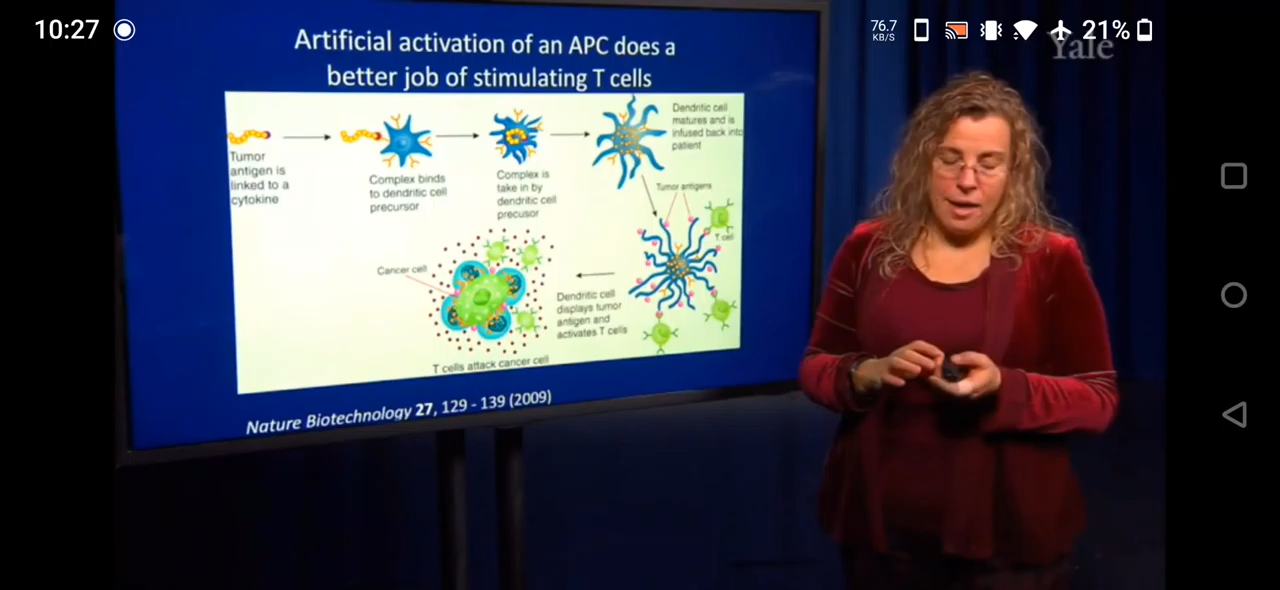 10:27
76.7
KB/S
21%
Yale
Artificial activation of an APC does a
better job of stimulating T cells
Tumor
antigen is
linked to a
cytokine
Complex binds
to dendritic cell
precursor
Complex is
take in by
dendritic cell
precusor
Dendritic cell
matures and is
infused back into
patient
Tumor antigens
T cell
Cancer cell
Dendritic cell
displays tumor
antigen and
activates T cells
T cells attack cancer cell
Nature Biotechnology 27, 129 - 139 (2009)